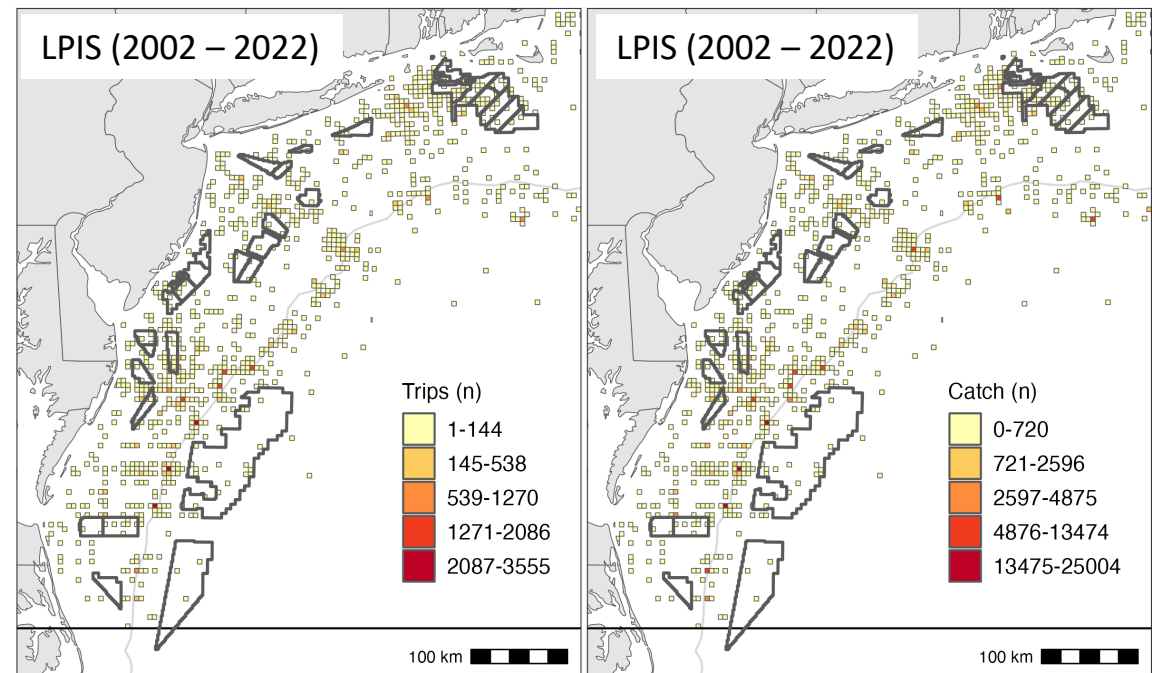 LPIS (2002 – 2022)
Trips (n)
1-144
145-538
539-1270
1271-2086
2087-3555
100 km
LPIS (2002 – 2022)
Catch (n)
0-720
721-2596
2597-4875
4876-13474
13475-25004
100 km